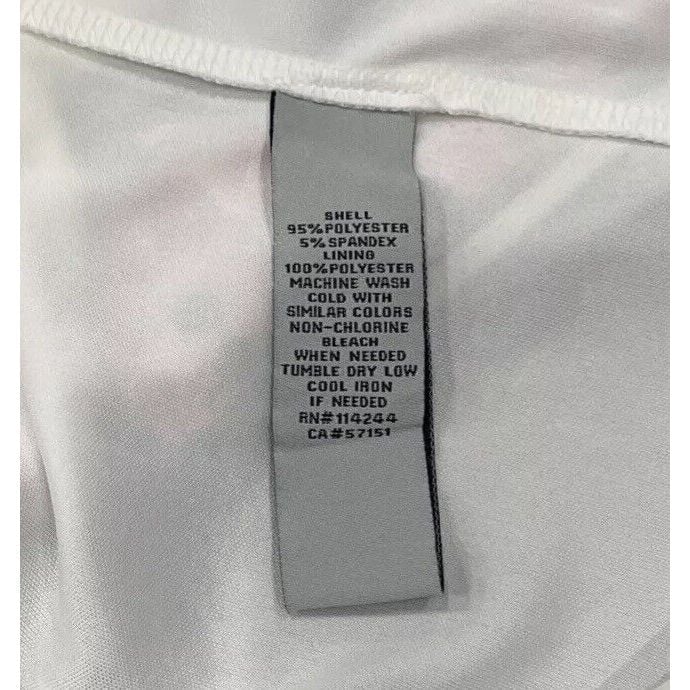 SHELL
95%POLYESTER
5%SPANDEX
LINING
100%POLYESTER
MACHINE WASH
COLD WITH
SIMILAR COLORS
NON-CHLORINE
BLEACH
WHEN NEEDED
TUMBLE DRY LOW
COOL IRON
IF NEEDED
RN#114244
CA#57151